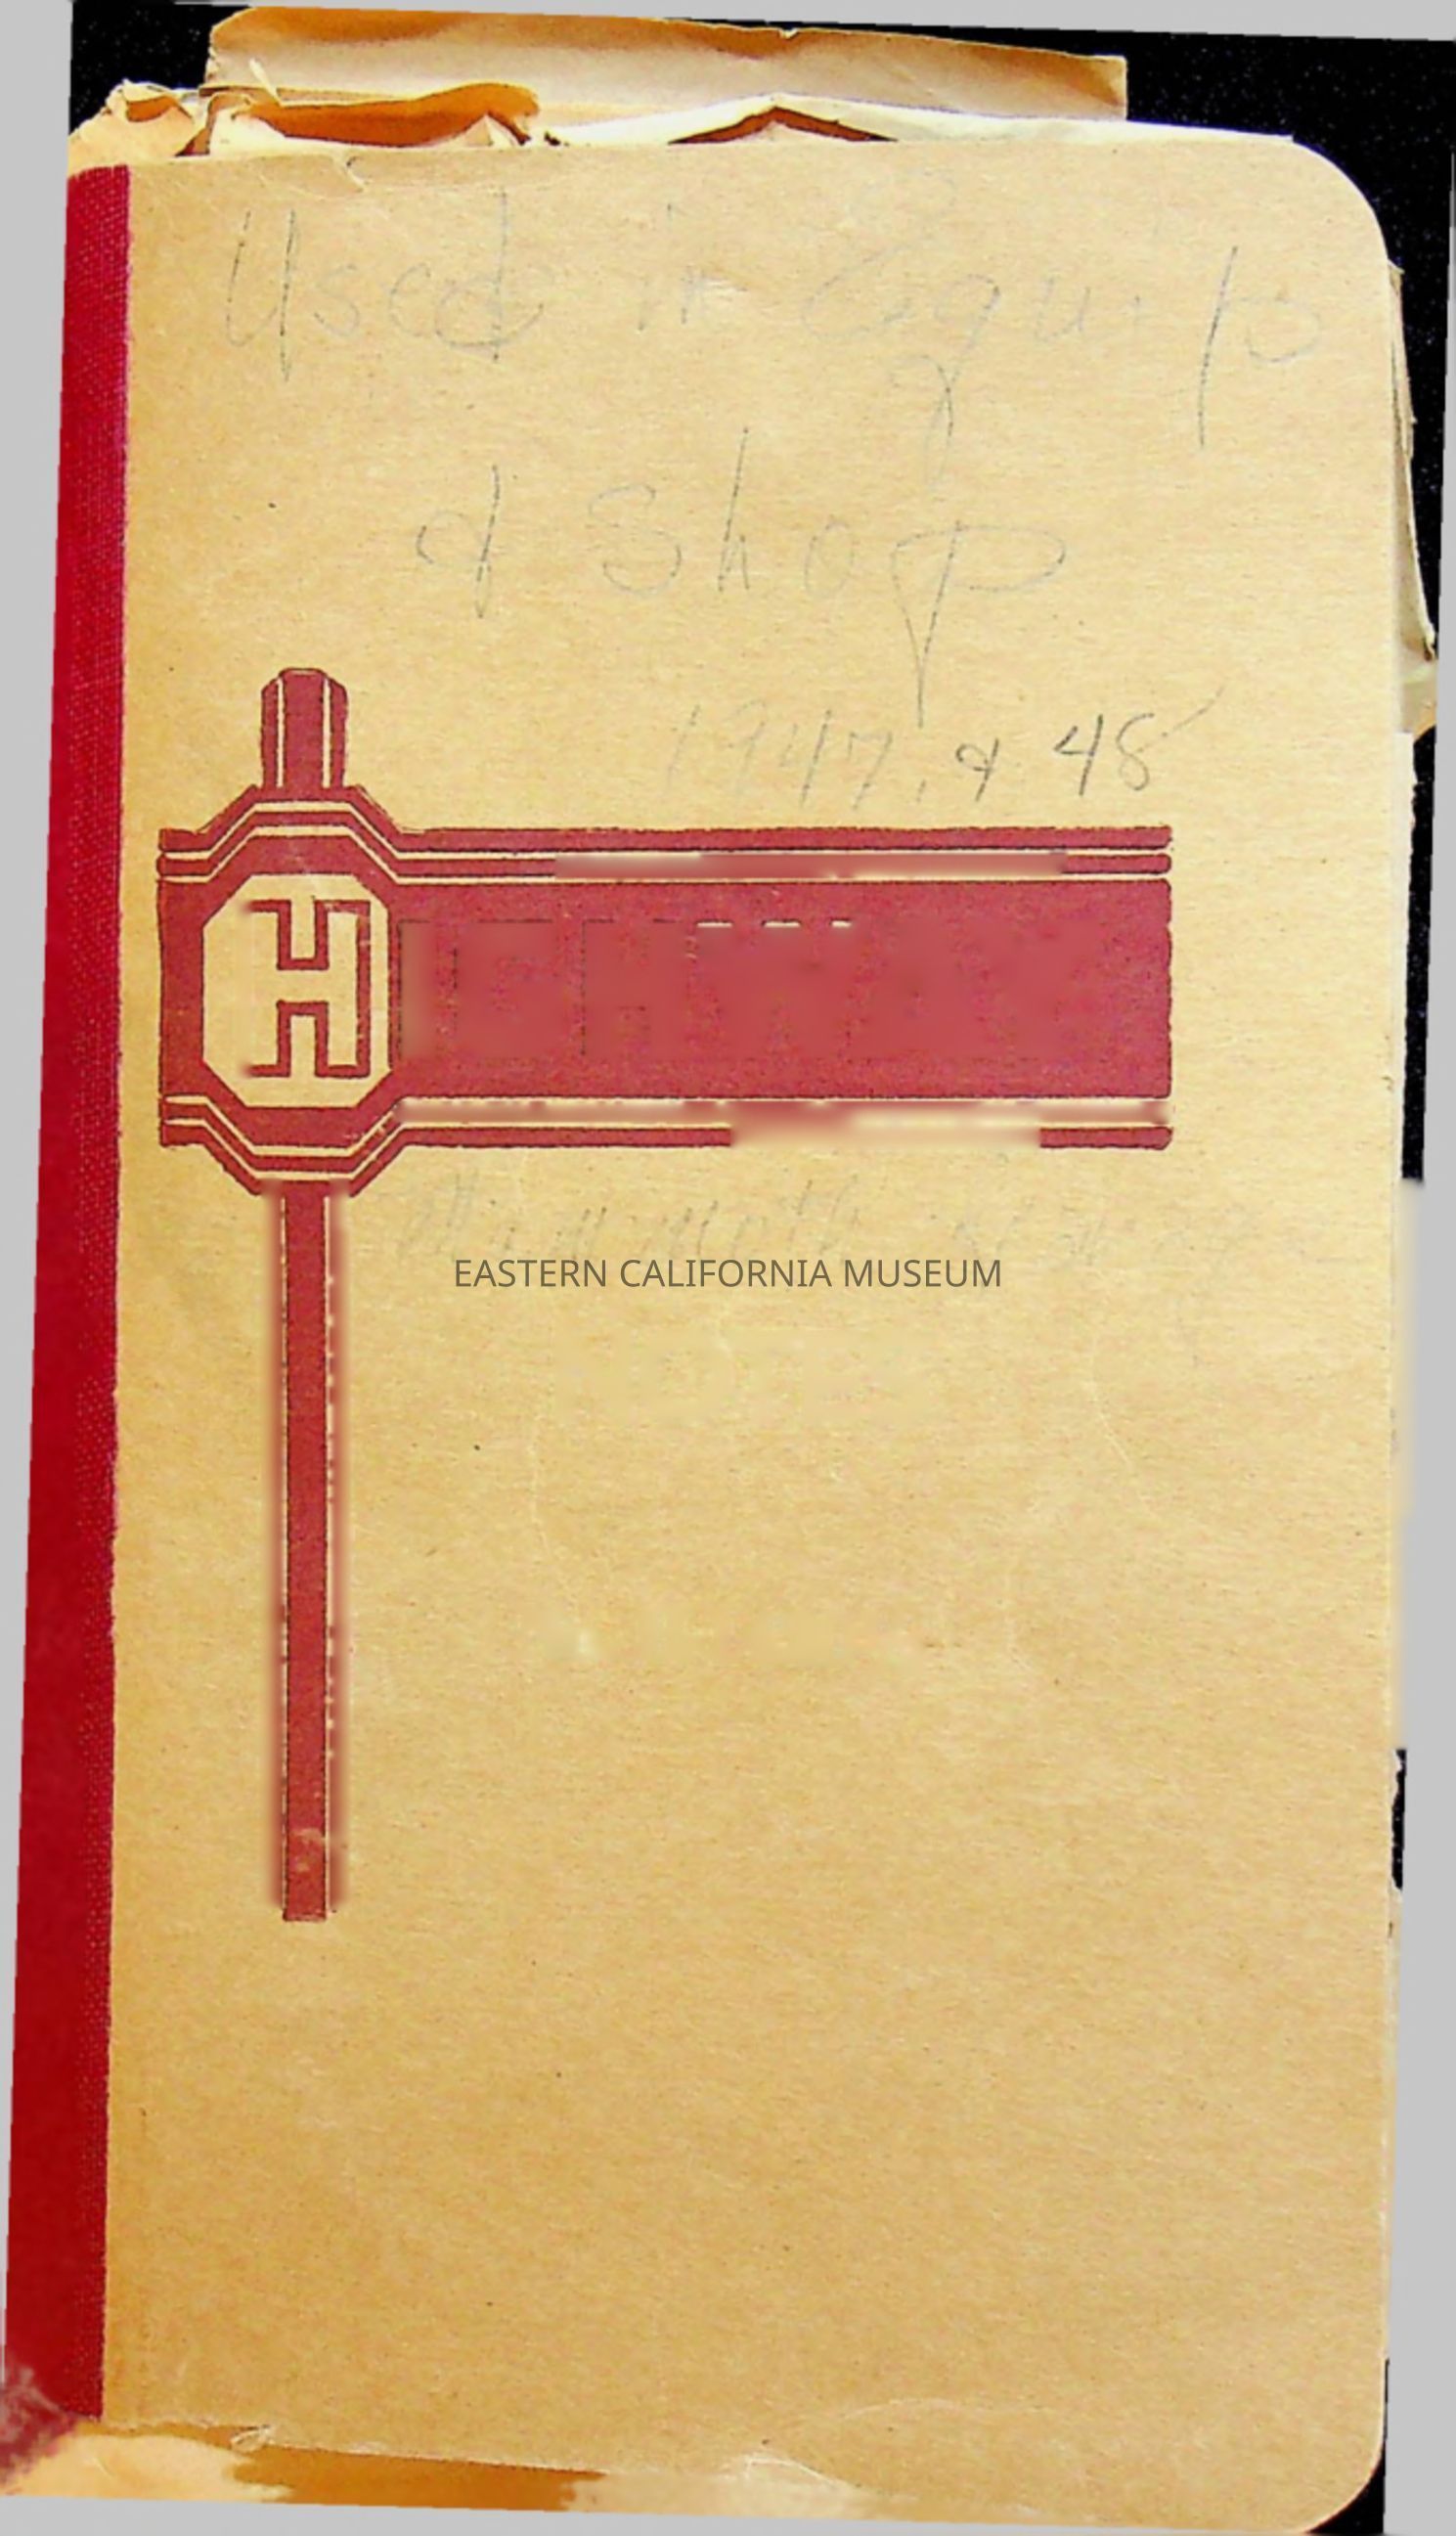 Used in Equip
& Shop
1947, & 48
H
EASTERN CALIFORNIA MUSEUM